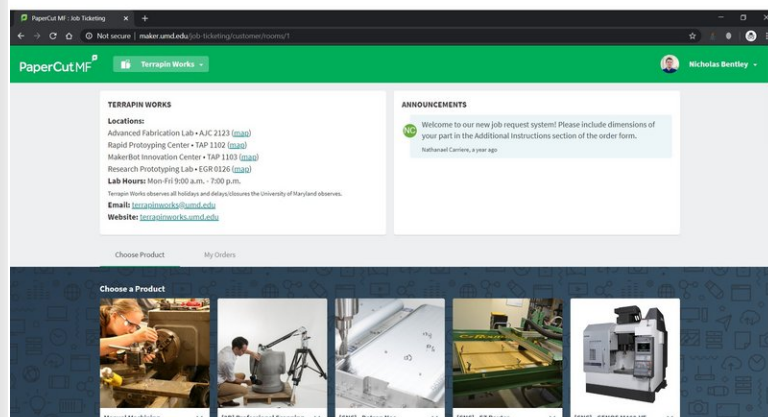 PaperCut MF : Job Ticketing
Not secure | maker.umd.edu/job-ticketing/customer/rooms/1
PaperCut MF
Terrapin Works
Nicholas Bentley
TERRAPIN WORKS
Locations:
Advanced Fabrication Lab • AJC 2123 (map)
Rapid Protoyping Center • TAP 1102 (map)
MakerBot Innovation Center • TAP 1103 (map)
Research Prototyping Lab • EGR 0126 (map)
Lab Hours: Mon-Fri 9:00 a.m. - 7:00 p.m.
Terrapin Works observes all holidays and delays/closures the University of Maryland observes.
Email: terrapinworks@umd.edu
Website: terrapinworks.umd.edu
ANNOUNCEMENTS
NC
Welcome to our new job request system! Please include dimensions of
your part in the Additional Instructions section of the order form.
Nathanael Carriere, a year ago
Choose Product
My Orders
Choose a Product